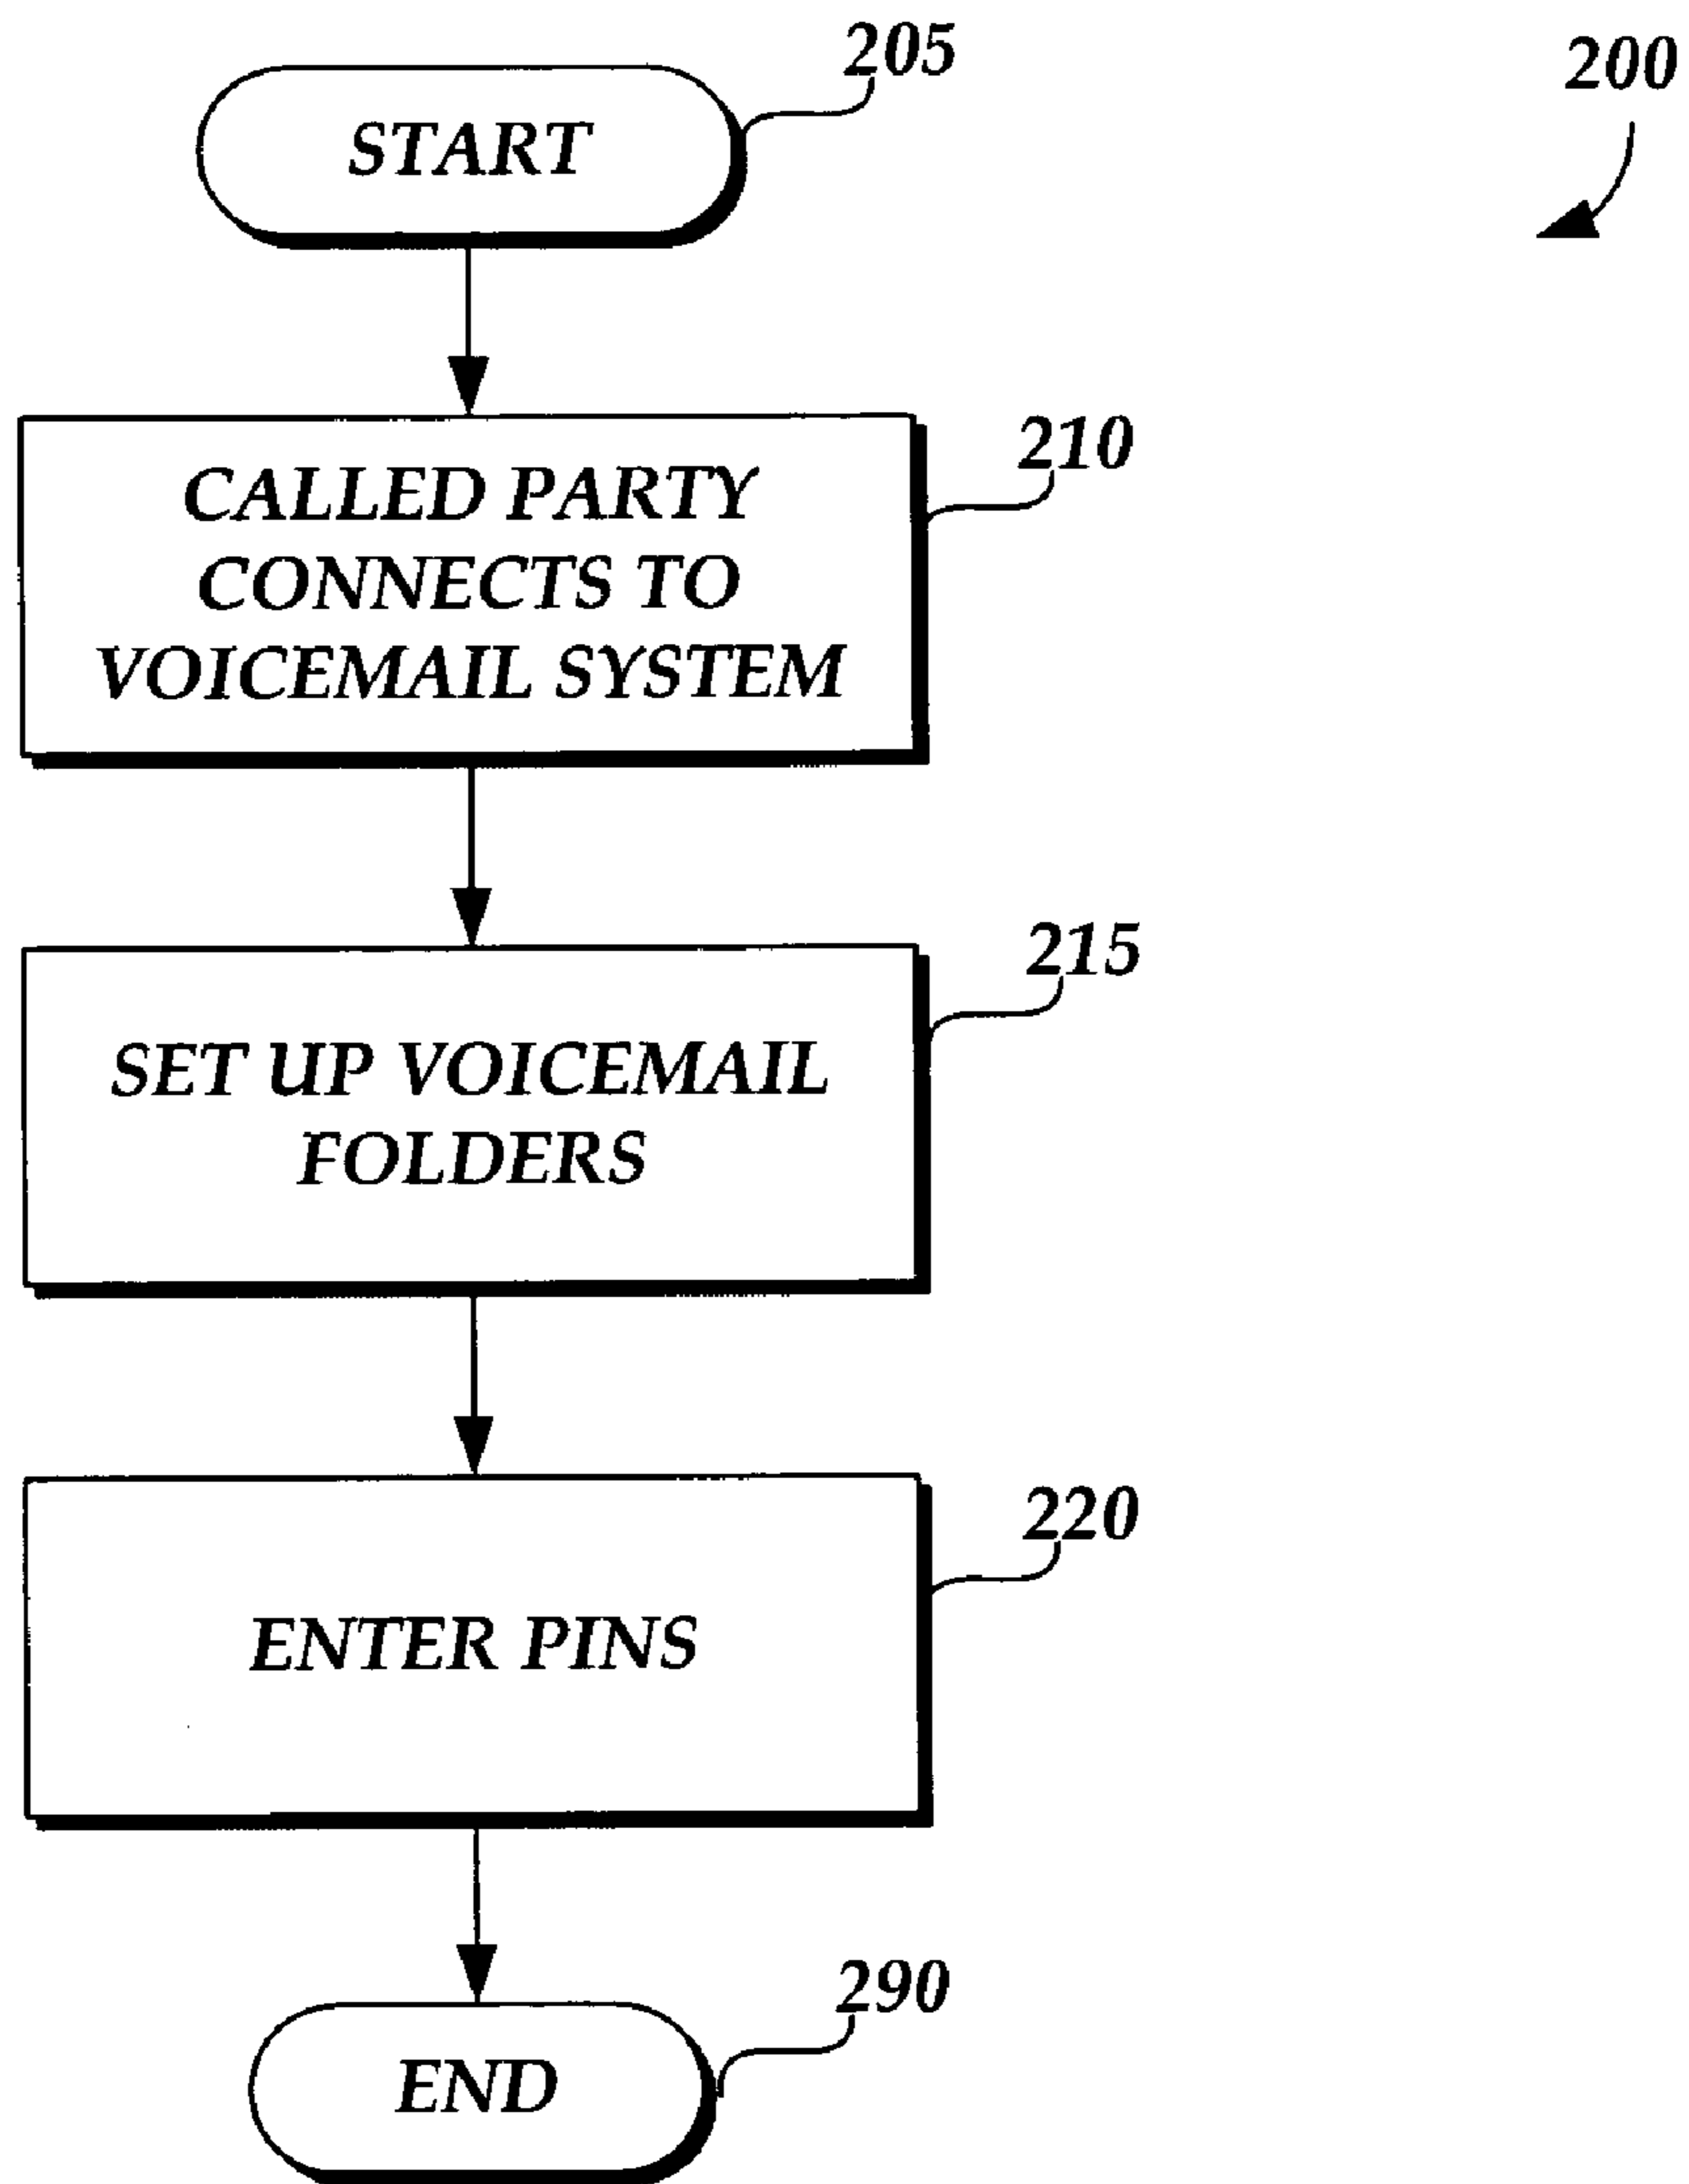 205
200
START
210
CALLED PARTY
CONNECTS TO
VOICEMAIL SYSTEM
215
SET UP VOICEMAIL
FOLDERS
220
ENTER PINS
290
END